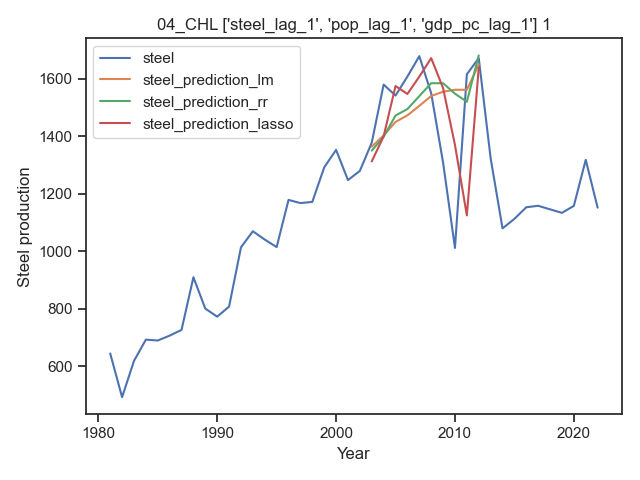 04_CHL ['steel_lag_1', 'pop_lag_1', 'gdp_pc_lag_1'] 1
steel
steel_prediction_lm
steel_prediction_rr
steel_prediction_lasso
Steel production
1600
1400
1200
1000
800
600
1980
1990
2000
2010
2020
Year